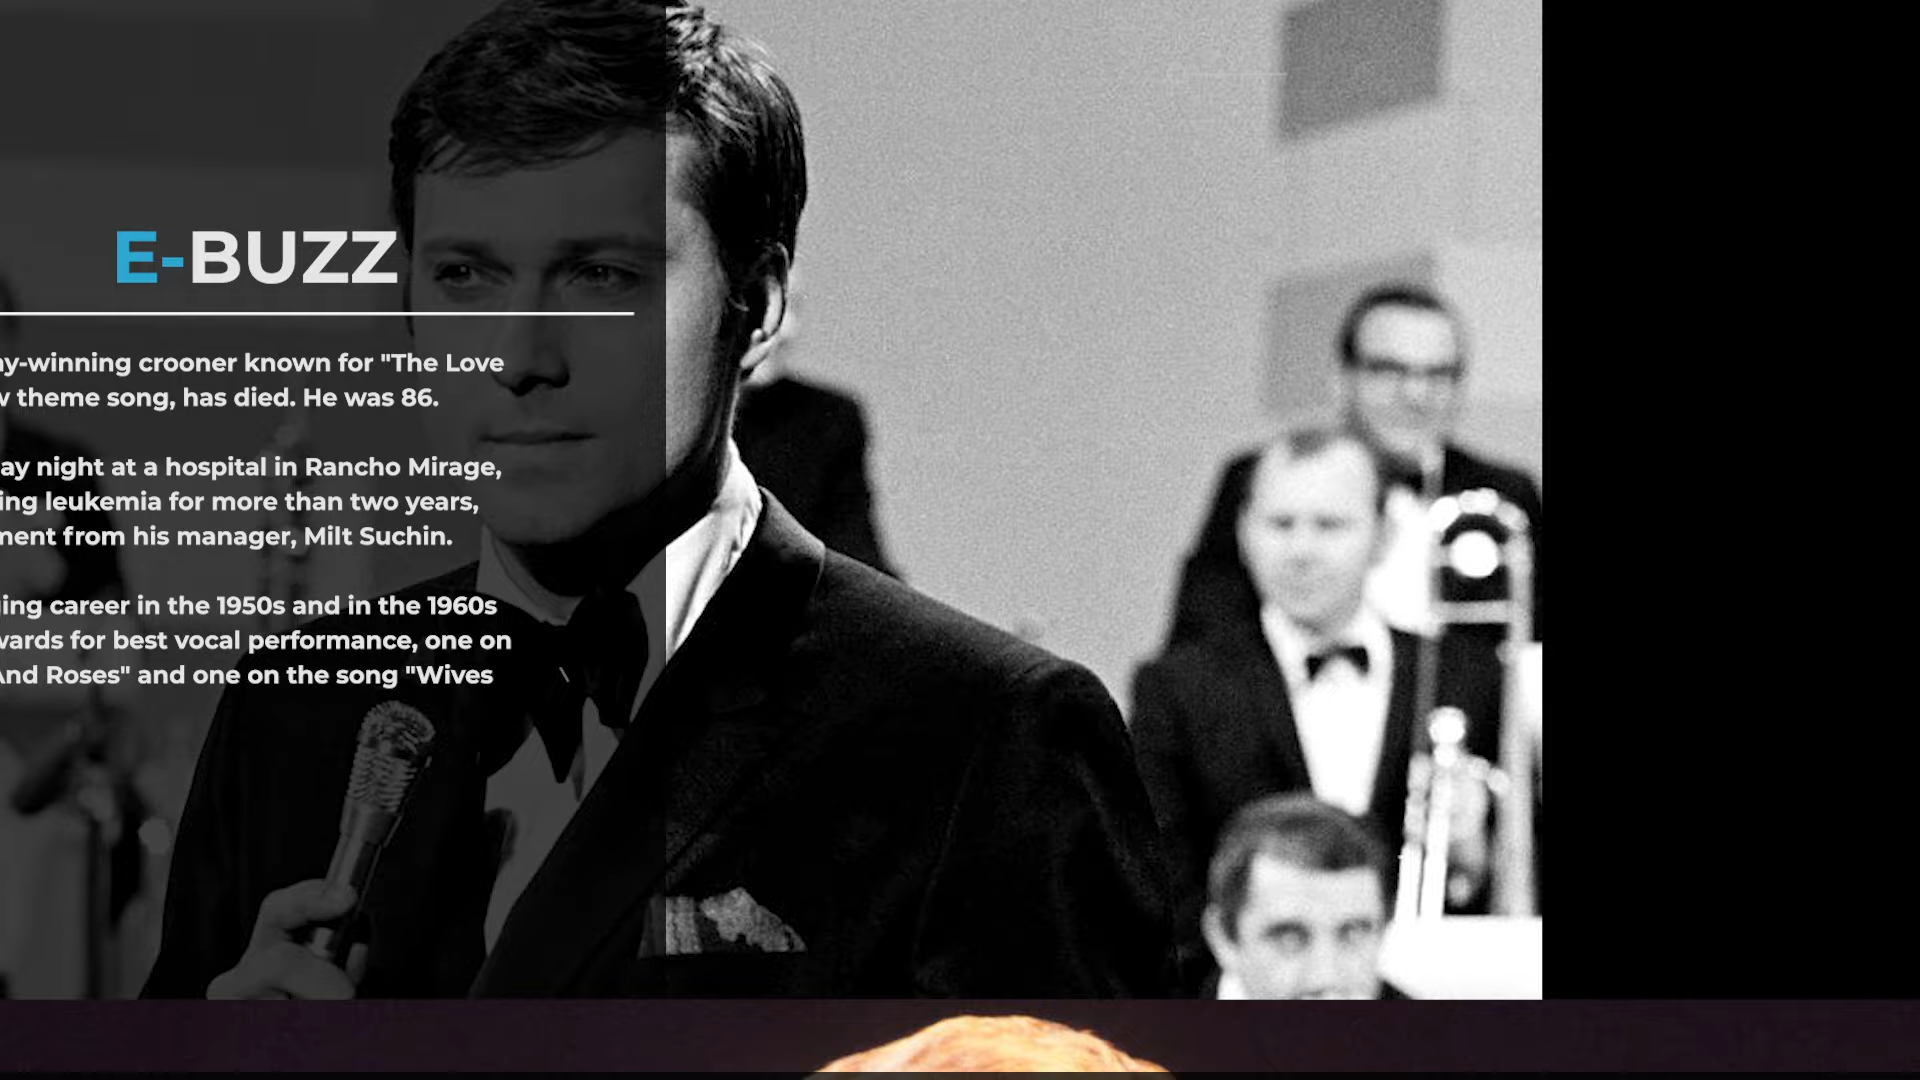 E-BUZZ
ny-winning crooner known for "The Love
w theme song, has died. He was 86.
ay night at a hospital in Rancho Mirage,
ing leukemia for more than two years,
ment from his manager, Milt Suchin.
ing career in the 1950s and in the 1960s
wards for best vocal performance, one on
And Roses" and one on the song "Wives